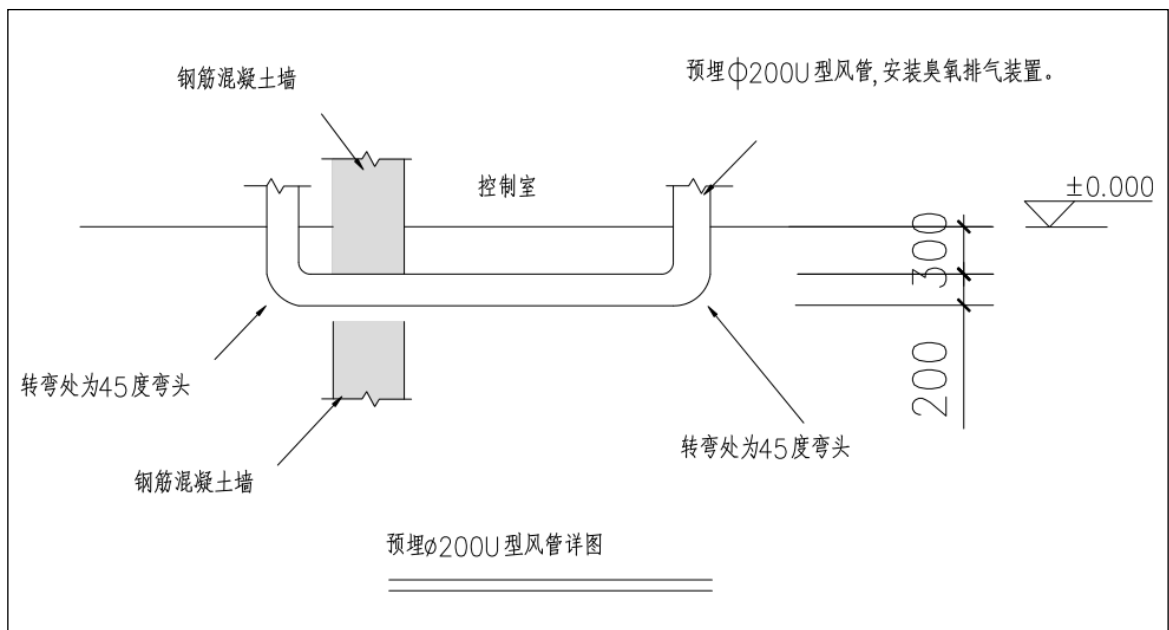 钢筋混凝土墙
预埋⌀200U型风管,安装臭氧排气装置。
控制室
±0.000
300
200
转弯处为45度弯头
转弯处为45度弯头
钢筋混凝土墙
预埋ø200U型风管详图